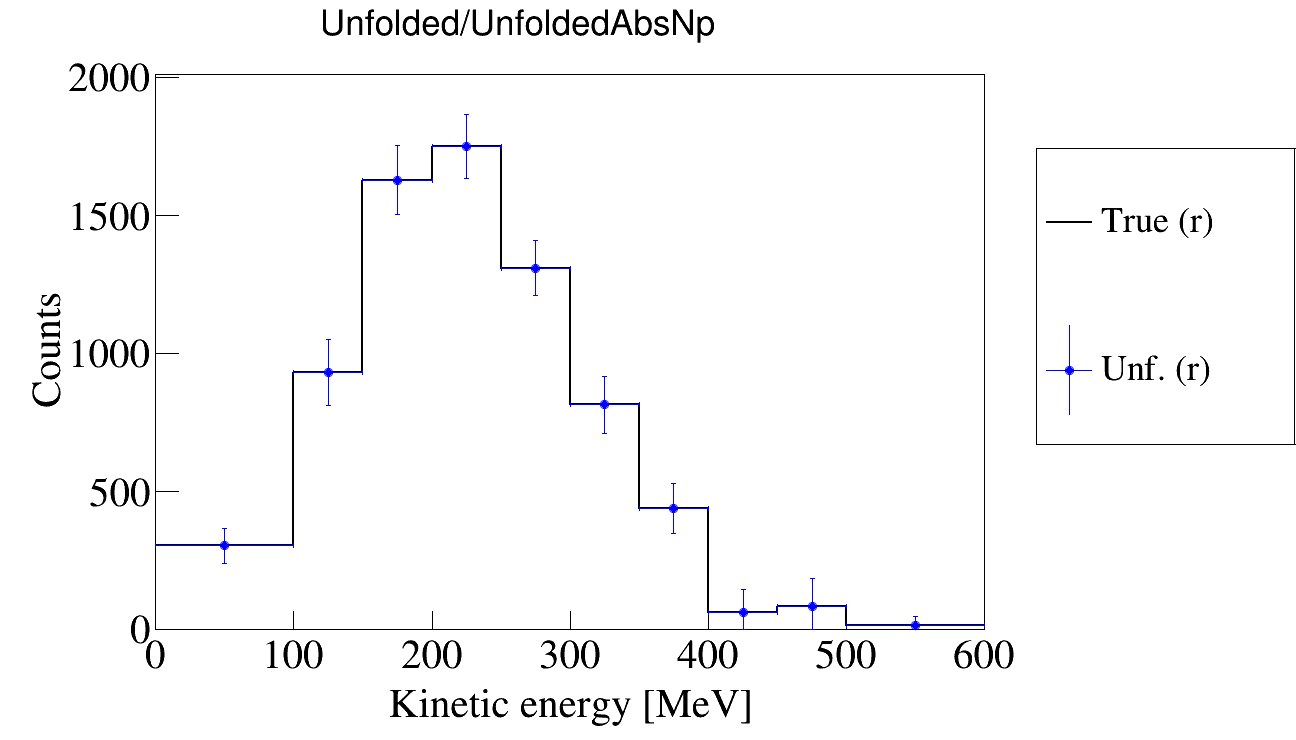 Unfolded/UnfoldedAbsNp
2000
1500
1000
500
0
Counts
0 100 200 300 400 500 600
Kinetic energy [MeV]
True (r)
Unf. (r)